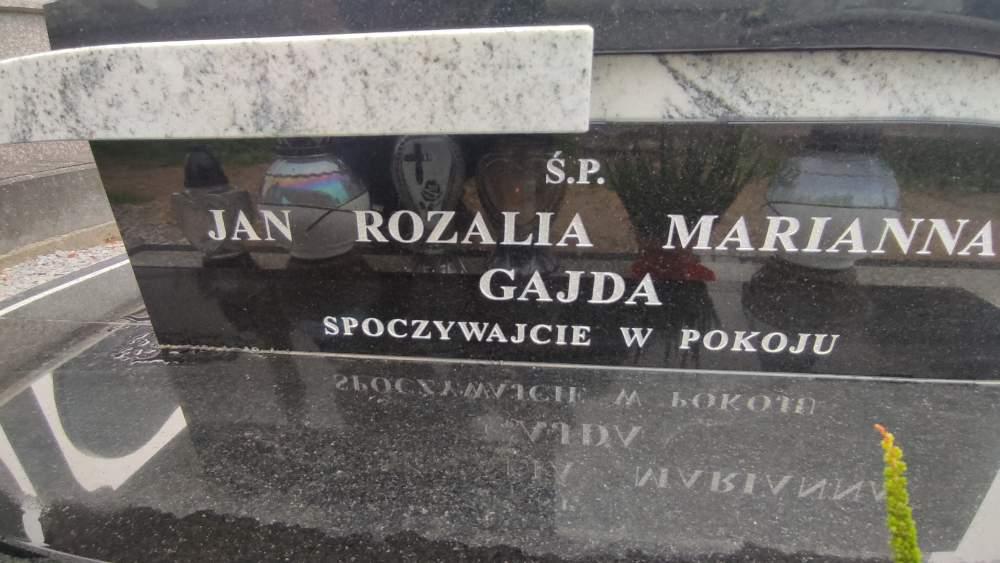 Ś.P.
JAN ROZALIA MARIANNA
GAJDA
SPOCZYWAJCIE W POKOJU